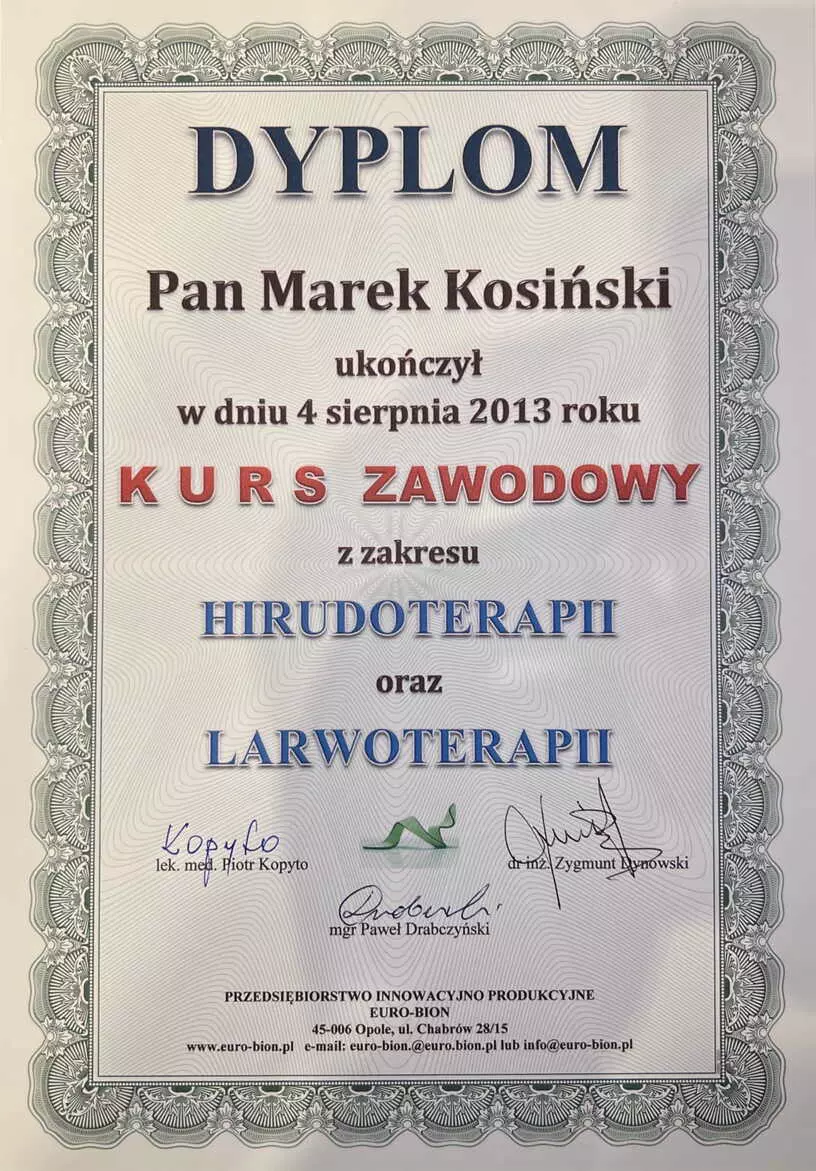 DYPLOM
Pan Marek Kosiński
ukończył
w dniu 4 sierpnia 2013 roku
KURS ZAWODOWY
z zakresu
HIRUDOTERAPII
oraz
LARWOTERAPII
Kopyto
lek. med. Piotr Kopyto
dr inż. Zygmunt Dynowski
mgr Paweł Drabczyński
PRZEDSIĘBIORSTWO INNOWACYJNO PRODUKCYJNE
EURO-BION
45-006 Opole, ul. Chabrów 28/15
www.euro-bion.pl e-mail: euro-bion.@euro.bion.pl lub info@euro-bion.pl